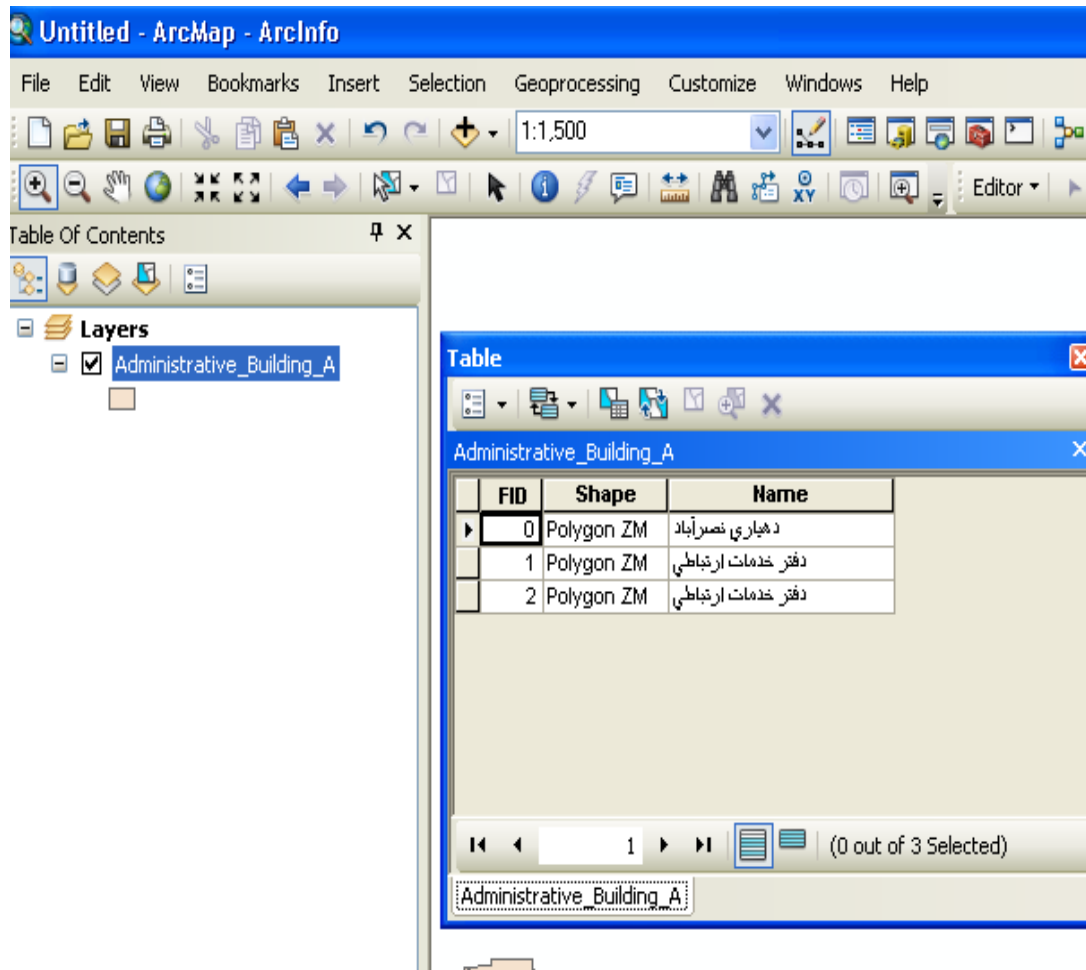 Untitled - ArcMap - ArcInfo
File Edit View Bookmarks Insert Selection Geoprocessing Customize Windows Help
1:1,500
XY Editor
Table Of Contents
Layers
Administrative_Building_A
Table
Administrative_Building_A
FID Shape Name
0 Polygon ZM دهياري نصرآباد
1 Polygon ZM دفتر خدمات ارتباطي
2 Polygon ZM دفتر خدمات ارتباطي
1 (0 out of 3 Selected)
Administrative_Building_A